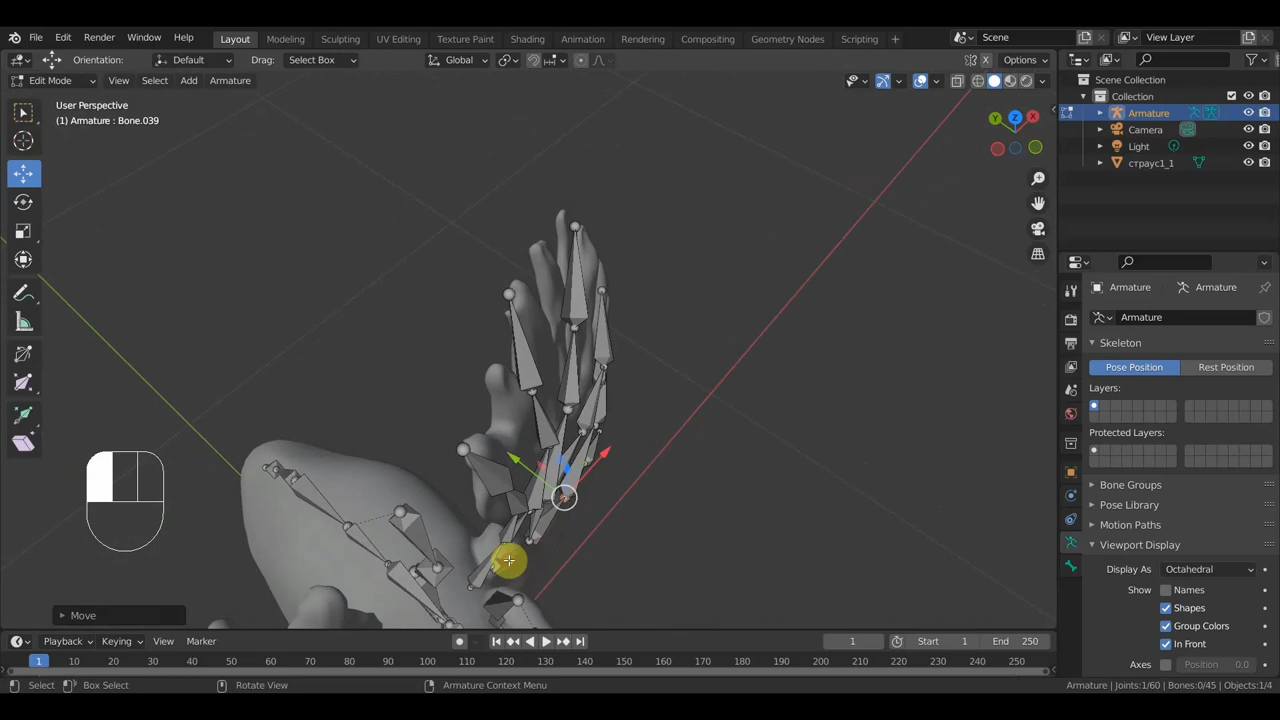 File Edit Render Window Help Layout Modeling Sculpting UV Editing Texture Paint Shading Animation Rendering Compositing Geometry Nodes Scripting + Scene View Layer
Orientation: Default Drag: Select Box Global X Options
Edit Mode View Select Add Armature
User Perspective
(1) Armature : Bone.039
Y Z X
Move
Scene Collection
Collection
Armature
Camera
Light
страус1_1
Armature Armature
Armature
Skeleton
Pose Position Rest Position
Layers:
Protected Layers:
Bone Groups
Pose Library
Motion Paths
Viewport Display
Display As Octahedral
Show Names
Shapes
Group Colors
In Front
Axes Position 0.0
Playback Keying View Marker 1 Start 1 End 250
1 10 20 30 40 50 60 70 80 90 100 110 120 130 140 150 160 170 180 190 200 210 220 230 240 250
Select Box Select Rotate View Armature Context Menu Armature | Joints:1/60 | Bones:0/45 | Objects:1/4